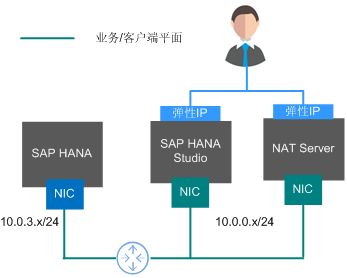 业务/客户端平面
弹性IP
弹性IP
SAP HANA
SAP HANA
Studio
NAT Server
NIC
NIC
NIC
10.0.3.x/24
10.0.0.x/24